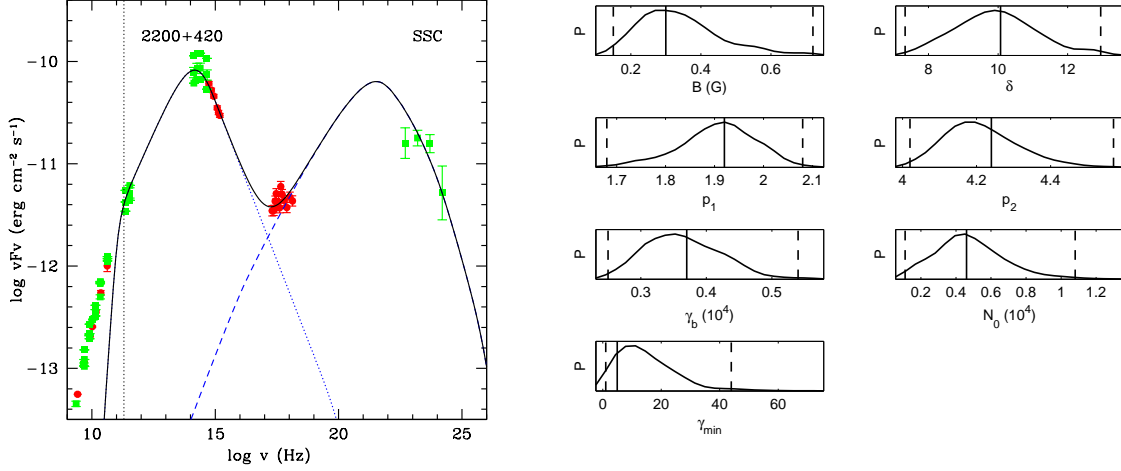 2200+420 SSC
log νFν (erg cm⁻² s⁻¹)
-9
-10
-11
-12
-13
10 15 20 25
log ν (Hz)
P
0.2 0.4 0.6
B (G)
P
8 10 12
δ
P
1.7 1.8 1.9 2 2.1
p₁
P
4 4.2 4.4
p₂
P
0.3 0.4 0.5
γ_b (10⁴)
P
0.2 0.4 0.6 0.8 1 1.2
N₀ (10⁴)
P
0 20 40 60
γ_min